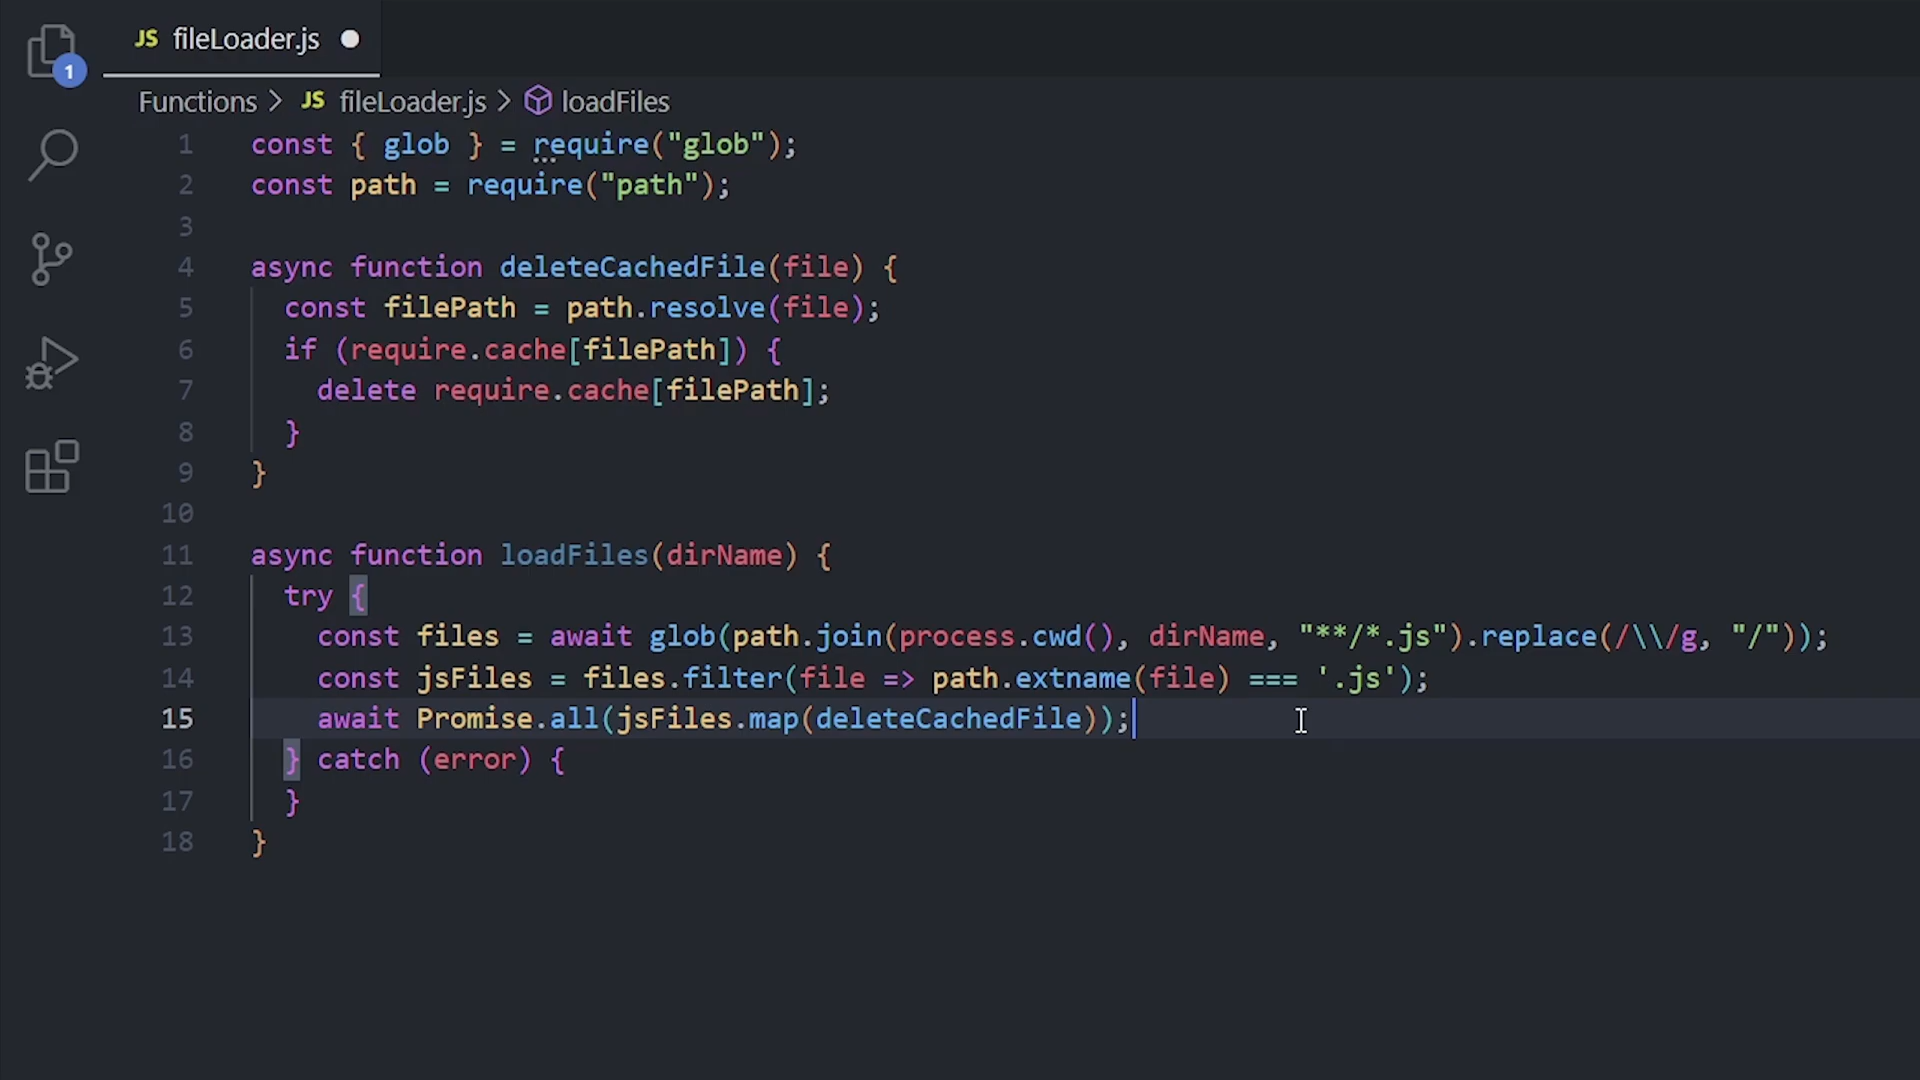 JS fileLoader.js
1
Functions > JS fileLoader.js > loadFiles
1 const { glob } = require("glob");
2 const path = require("path");
3
4 async function deleteCachedFile(file) {
5   const filePath = path.resolve(file);
6   if (require.cache[filePath]) {
7     delete require.cache[filePath];
8   }
9 }
10
11 async function loadFiles(dirName) {
12   try {
13     const files = await glob(path.join(process.cwd(), dirName, "**/*.js").replace(/\\/g, "/"));
14     const jsFiles = files.filter(file => path.extname(file) === '.js');
15     await Promise.all(jsFiles.map(deleteCachedFile));
16   } catch (error) {
17   }
18 }